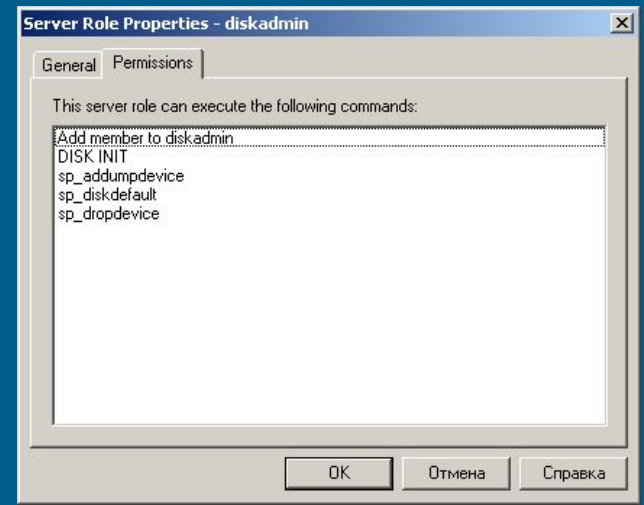 Server Role Properties - diskadmin
General Permissions
This server role can execute the following commands:
Add member to diskadmin
DISK INIT
sp_addumpdevice
sp_diskdefault
sp_dropdevice
OK Отмена Справка